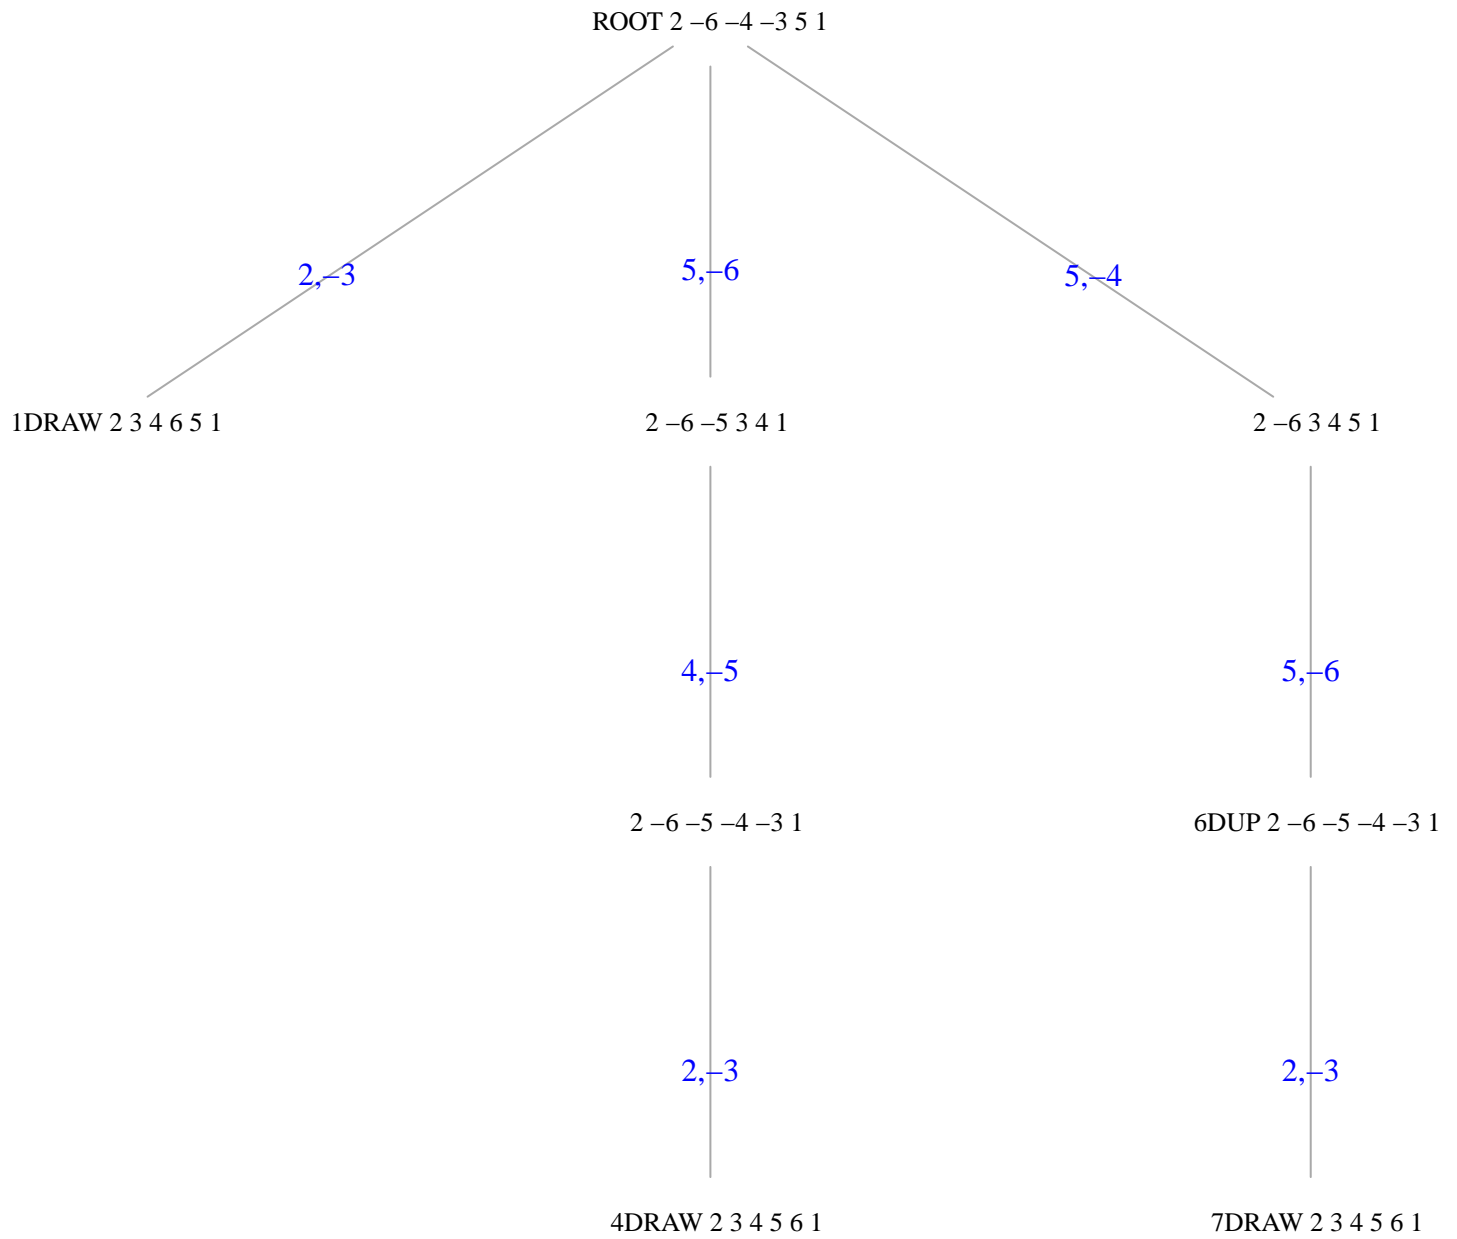 ROOT 2 –6 –4 –3 5 1
2,–3
5,–6
5,–4
1DRAW 2 3 4 6 5 1
2 –6 –5 3 4 1
2 –6 3 4 5 1
4,–5
5,–6
2 –6 –5 –4 –3 1
6DUP 2 –6 –5 –4 –3 1
2,–3
2,–3
4DRAW 2 3 4 5 6 1
7DRAW 2 3 4 5 6 1